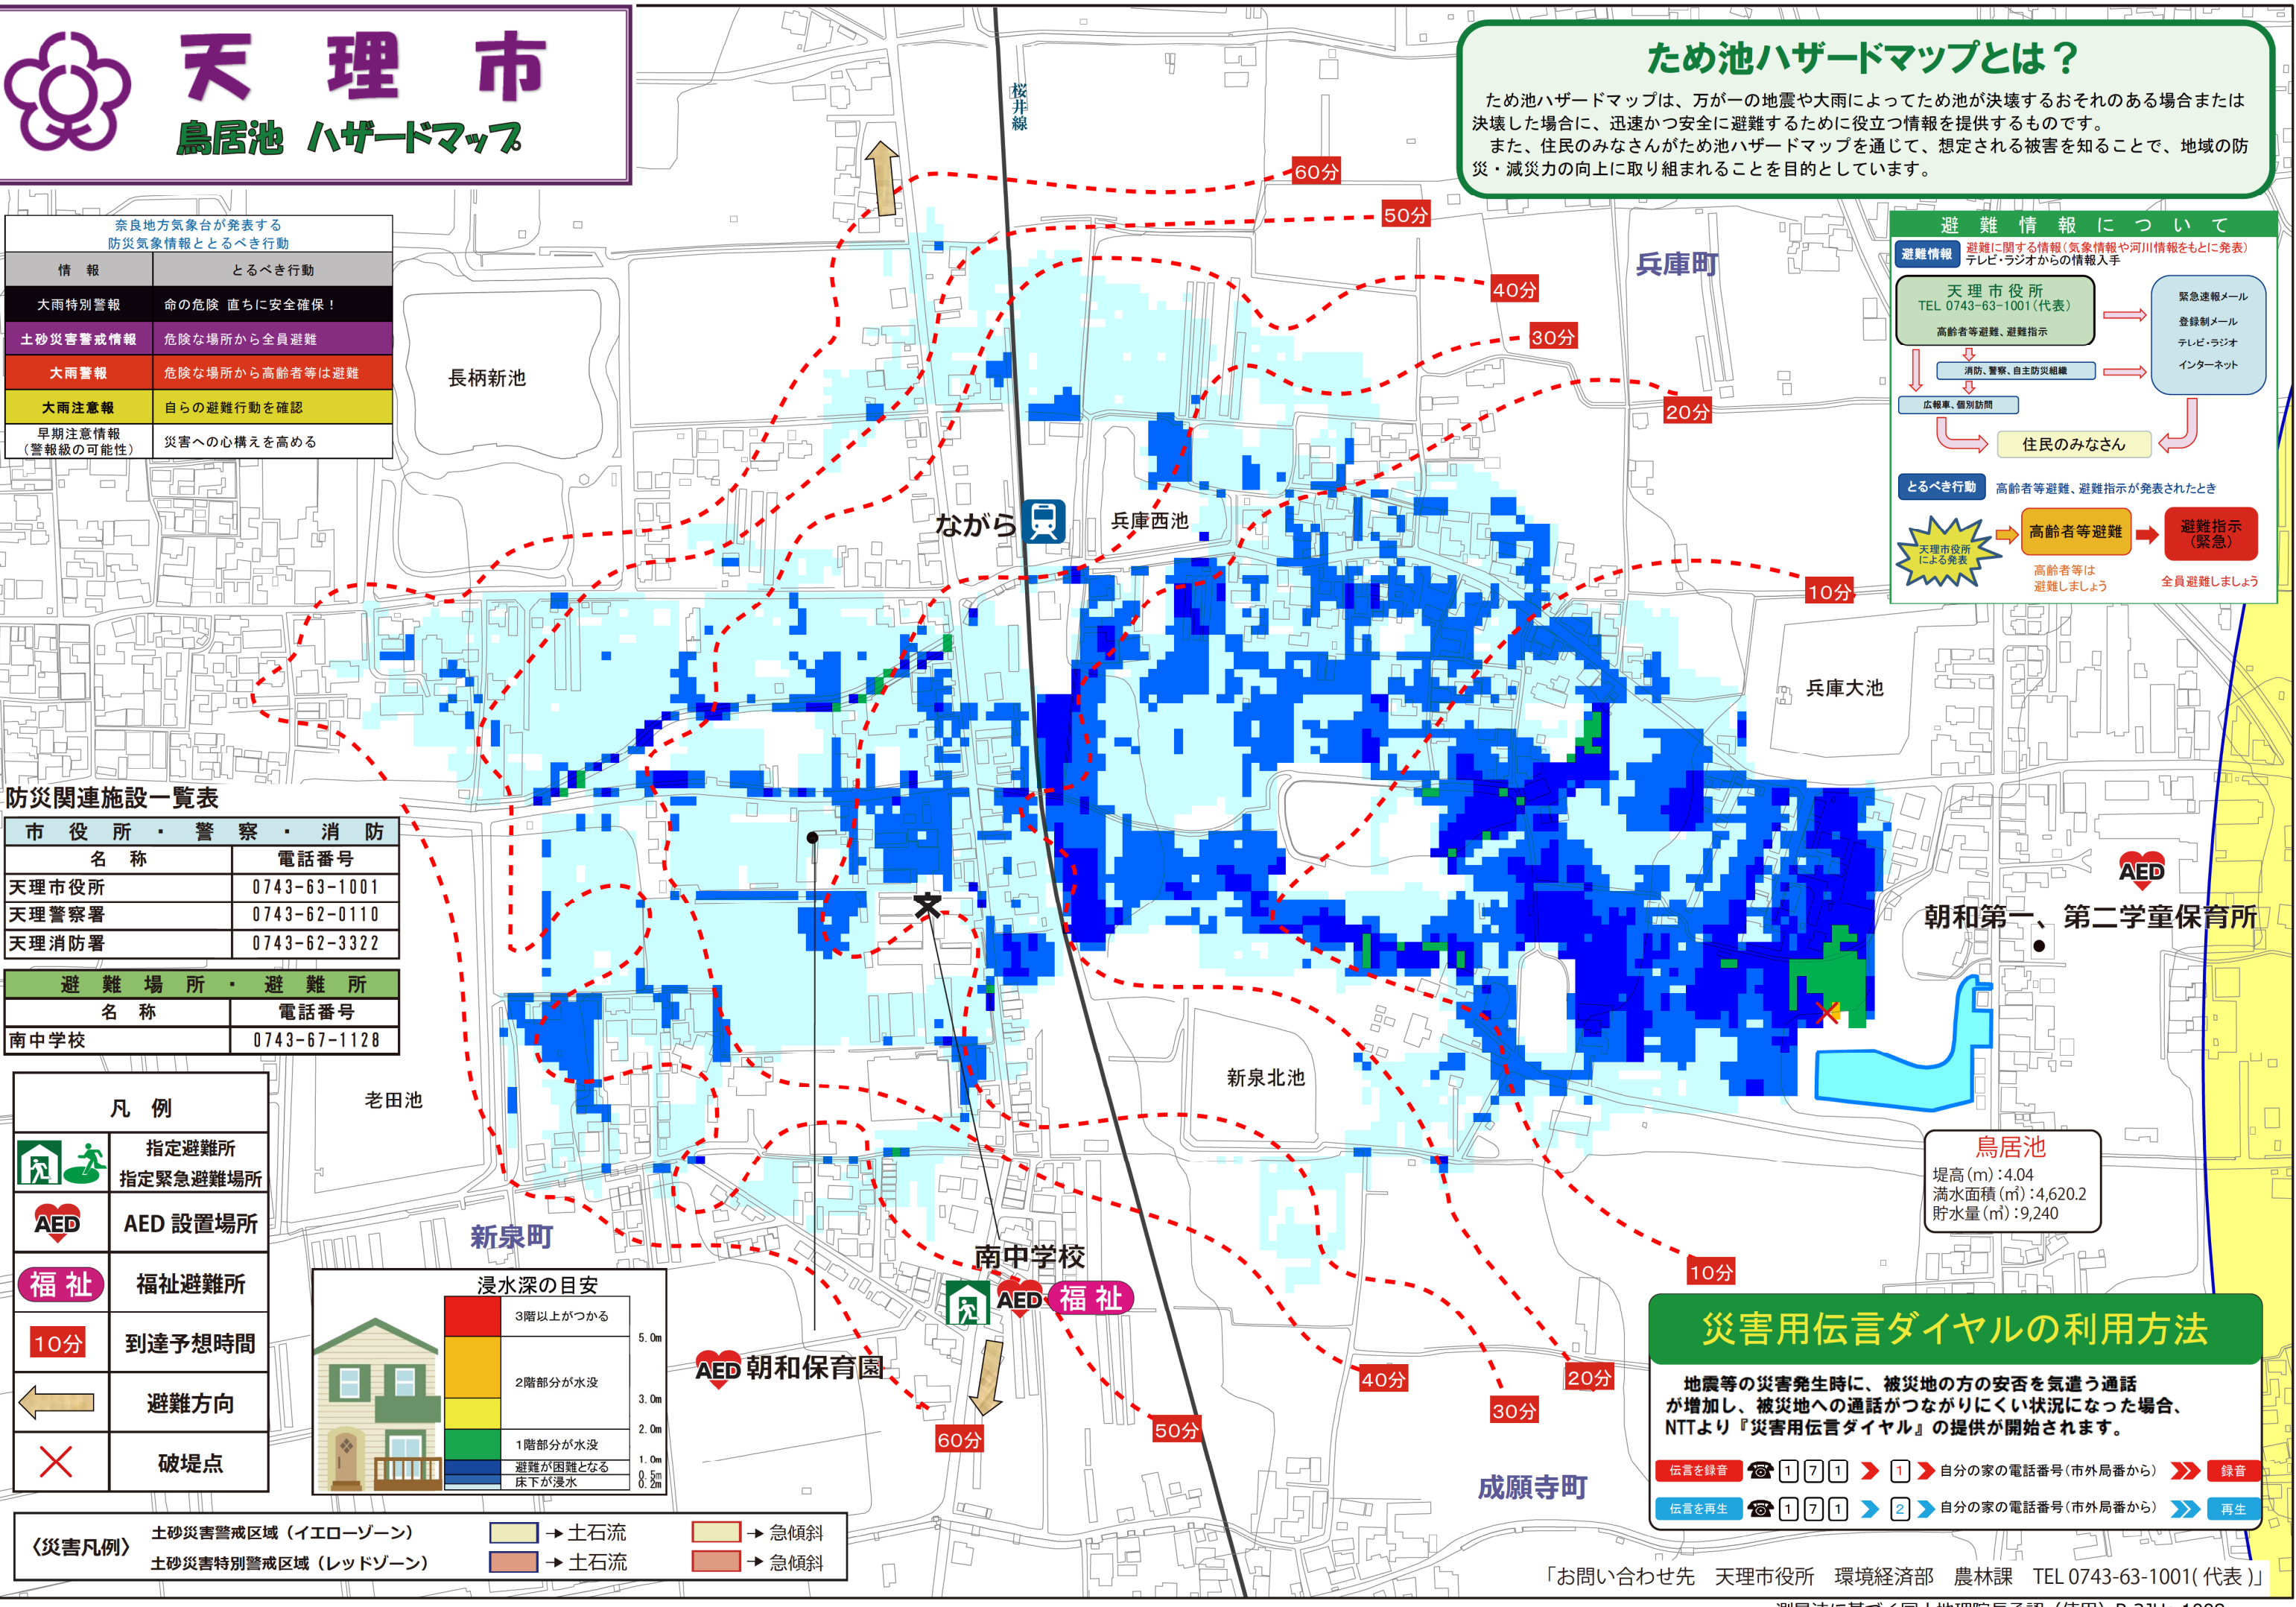 天理市
鳥居池 ハザードマップ
奈良地方気象台が発表する
防災気象情報ととるべき行動
情 報 とるべき行動
大雨特別警報 命の危険 直ちに安全確保！
土砂災害警戒情報 危険な場所から全員避難
大雨警報 危険な場所から高齢者等は避難
大雨注意報 自らの避難行動を確認
早期注意情報
（警報級の可能性） 災害への心構えを高める
ため池ハザードマップとは？
ため池ハザードマップは、万が一の地震や大雨によってため池が決壊するおそれのある場合または
決壊した場合に、迅速かつ安全に避難するために役立つ情報を提供するものです。
また、住民のみなさんがため池ハザードマップを通じて、想定される被害を知ることで、地域の防
災・減災力の向上に取り組まれることを目的としています。
避難情報について
避難情報 避難に関する情報（気象情報や河川情報をもとに発表）
テレビ・ラジオからの情報入手
天理市役所
TEL 0743-63-1001（代表）
高齢者等避難、避難指示
緊急速報メール
登録制メール
テレビ・ラジオ
インターネット
消防、警察、自主防災組織
広報車、個別訪問
住民のみなさん
とるべき行動 高齢者等避難、避難指示が発表されたとき
天理市役所
による発表
高齢者等避難
避難指示
（緊急）
高齢者等は
避難しましょう
全員避難しましょう
桜井線
60分
50分
40分
30分
20分
10分
兵庫町
長柄新池
ながら
兵庫西池
兵庫大池
AED
朝和第一、第二学童保育所
新泉北池
老田池
新泉町
鳥居池
堤高（m）：4.04
満水面積（㎡）：4,620.2
貯水量（㎥）：9,240
南中学校
AED 福祉
AED 朝和保育園
10分
20分
30分
40分
50分
60分
成願寺町
防災関連施設一覧表
市役所・警察・消防
名 称 電話番号
天理市役所 0743-63-1001
天理警察署 0743-62-0110
天理消防署 0743-62-3322
避難場所・避難所
名 称 電話番号
南中学校 0743-67-1128
凡 例
指定避難所
指定緊急避難場所
AED AED 設置場所
福祉 福祉避難所
10分 到達予想時間
避難方向
破堤点
浸水深の目安
3階以上がつかる
5.0m
2階部分が水没
3.0m
2.0m
1階部分が水没
1.0m
避難が困難となる
0.5m
床下が浸水
0.2m
〈災害凡例〉
土砂災害警戒区域（イエローゾーン） →土石流 →急傾斜
土砂災害特別警戒区域（レッドゾーン） →土石流 →急傾斜
災害用伝言ダイヤルの利用方法
地震等の災害発生時に、被災地の方の安否を気遣う通話
が増加し、被災地への通話がつながりにくい状況になった場合、
NTTより『災害用伝言ダイヤル』の提供が開始されます。
伝言を録音 ☎ 1 7 1 1 自分の家の電話番号（市外局番から） 録音
伝言を再生 ☎ 1 7 1 2 自分の家の電話番号（市外局番から） 再生
「お問い合わせ先 天理市役所 環境経済部 農林課 TEL 0743-63-1001( 代表 )」